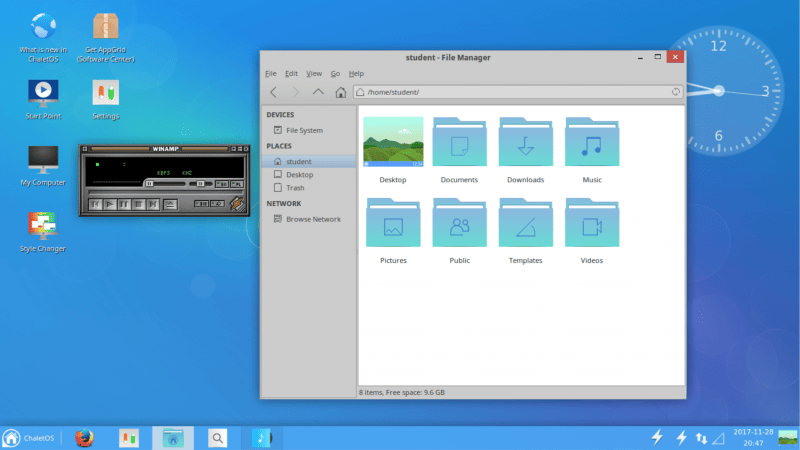 What is new in
ChaletOS
Get AppGrid
(Software Center)
Start Point
Settings
My Computer
Style Changer
WINAMP
KBPS KHZ
student - File Manager
File Edit View Go Help
/home/student/
DEVICES
File System
PLACES
student
Desktop
Trash
NETWORK
Browse Network
Desktop
Documents
Downloads
Music
Pictures
Public
Templates
Videos
8 items, Free space: 9.6 GB
12
3
6
ChaletOS
2017-11-28
20:47